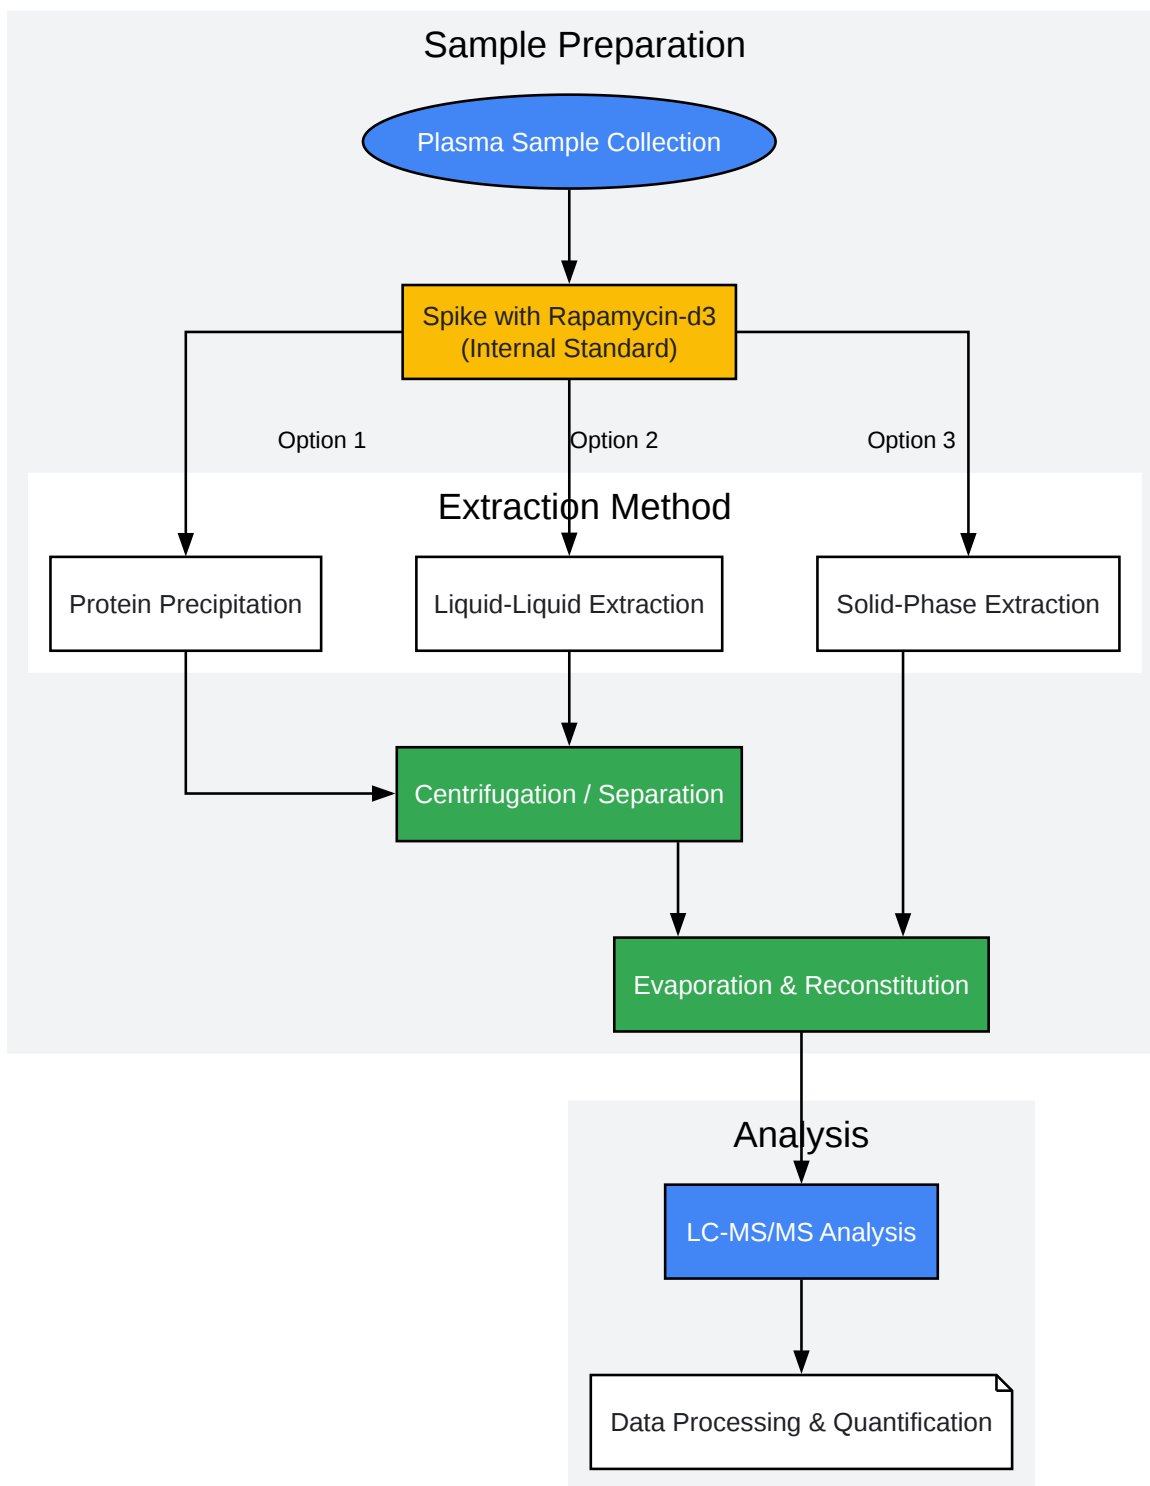 Sample Preparation
Plasma Sample Collection
Spike with Rapamycin-d3
(Internal Standard)
Option 1
Option 2
Option 3
Extraction Method
Protein Precipitation
Liquid-Liquid Extraction
Solid-Phase Extraction
Centrifugation / Separation
Evaporation & Reconstitution
Analysis
LC-MS/MS Analysis
Data Processing & Quantification